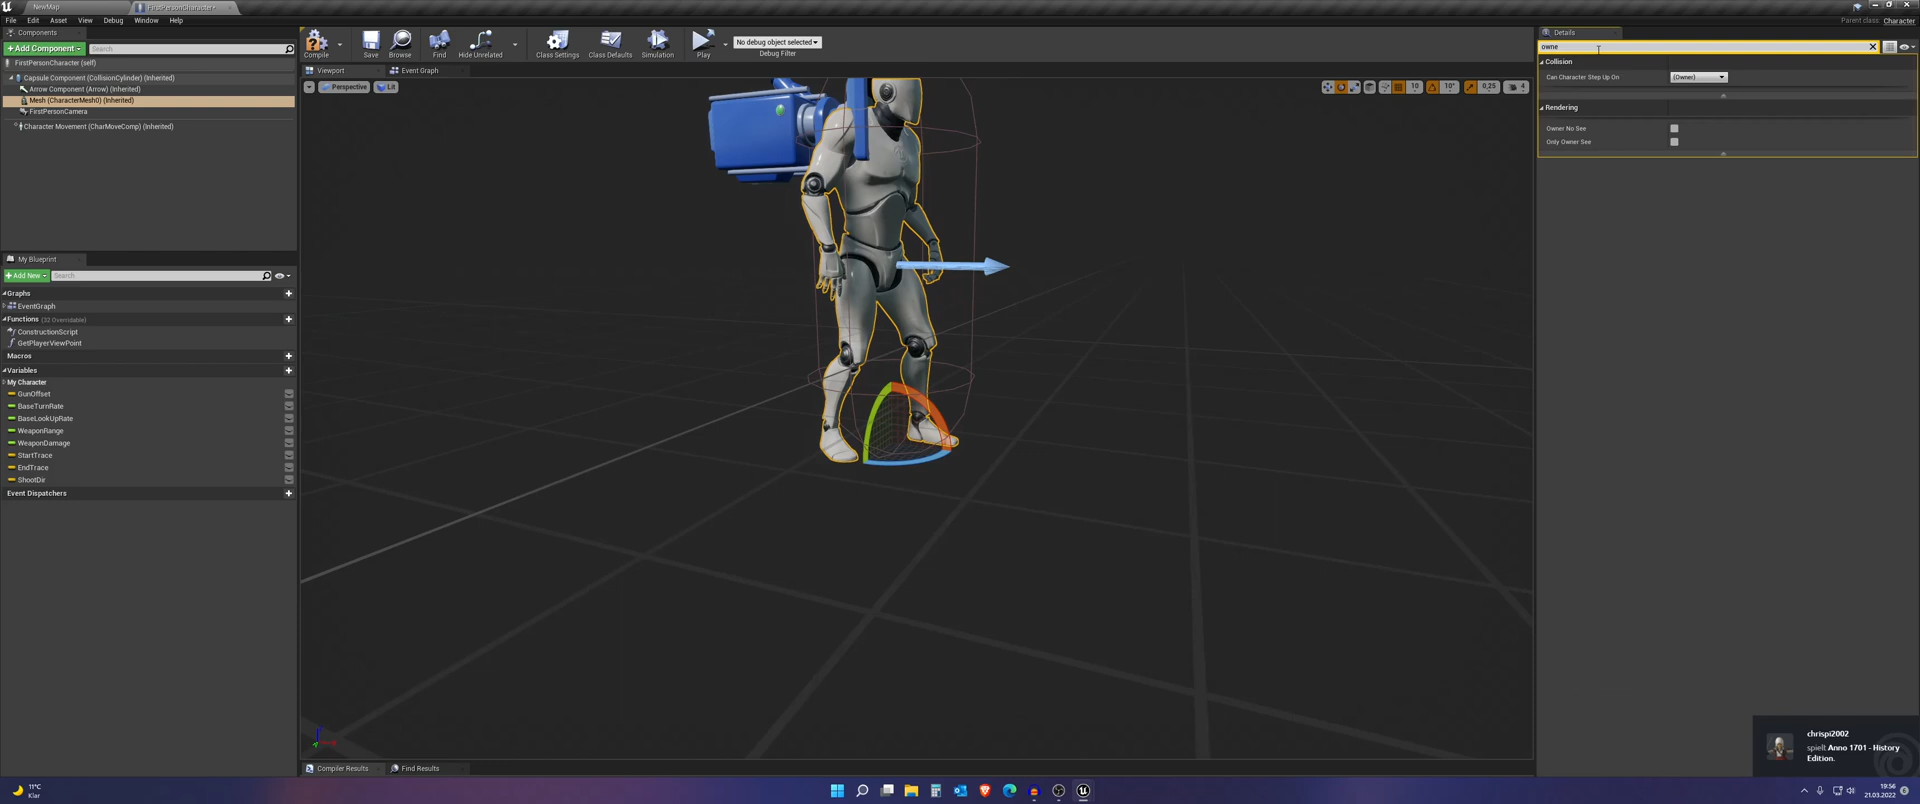 NewMap
FirstPersonCharacter•
File Edit Asset View Debug Window Help
Parent class: Character
Components
+Add Component
Search
FirstPersonCharacter (self)
Capsule Component (CollisionCylinder) (Inherited)
Arrow Component (Arrow) (Inherited)
Mesh (CharacterMesh0) (Inherited)
FirstPersonCamera
Character Movement (CharMoveComp) (Inherited)
Compile
Save
Browse
Find
Hide Unrelated
Class Settings
Class Defaults
Simulation
Play
No debug object selected
Debug Filter
Viewport
Event Graph
Perspective
Lit
10
10°
0,25
4
Details
owne
Collision
Can Character Step Up On
(Owner)
Rendering
Owner No See
Only Owner See
My Blueprint
+Add New
Search
Graphs
EventGraph
Functions (32 Overridable)
ConstructionScript
GetPlayerViewPoint
Macros
Variables
My Character
GunOffset
BaseTurnRate
BaseLookUpRate
WeaponRange
WeaponDamage
StartTrace
EndTrace
ShootDir
Event Dispatchers
Compiler Results
Find Results
chrispi2002
spielt Anno 1701 - History
Edition.
11°C
Klar
19:56
21.03.2022